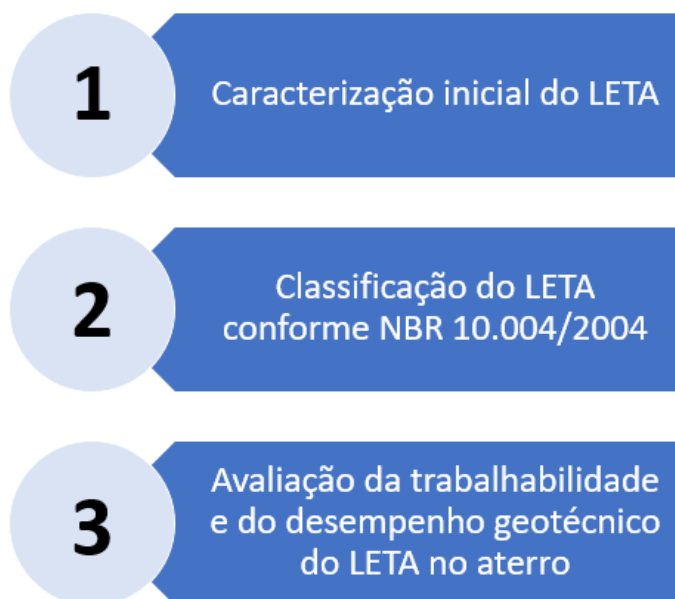 1
Caracterização inicial do LETA
2
Classificação do LETA
conforme NBR 10.004/2004
3
Avaliação da trabalhabilidade
e do desempenho geotécnico
do LETA no aterro